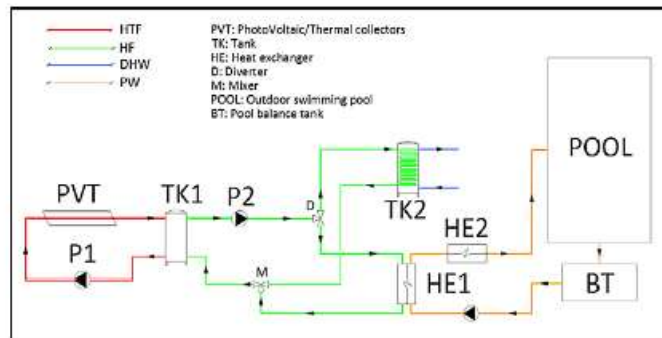 HTF
HF
DHW
PW
PVT: PhotoVoltaic/Thermal collectors
TK: Tank
HE: Heat exchanger
D: Diverter
M: Mixer
POOL: Outdoor swimming pool
BT: Pool balance tank
PVT
TK1
P2
D
TK2
POOL
P1
M
HE2
HE1
BT